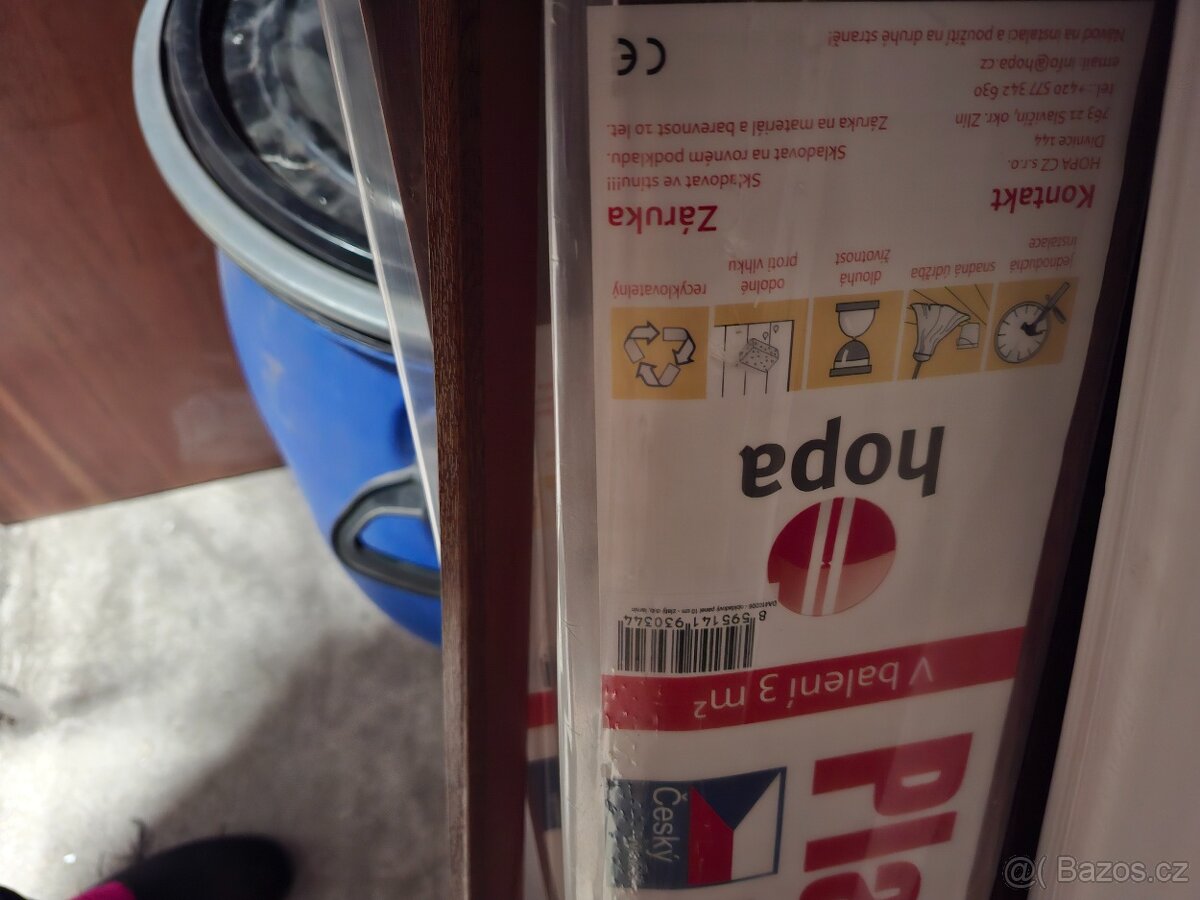 Pla
Český
V balení 3 m²
8 595141 930344
hopa
jednoduchá instalace
snadná údržba
dlouhá životnost
odolné proti vlhku
recyklovatelný
Kontakt
HOPA CZ s.r.o.
Divnice 144
763 21 Slavičín, okr. Zlín
tel.: +420 577 342 630
email: info@hopa.cz
Návod na instalaci a použití na druhé straně!
Záruka
Skladovat ve stínu!!!
Skladovat na rovném podkladu.
Záruka na materiál a barevnost 10 let.
CE
Bazos.cz